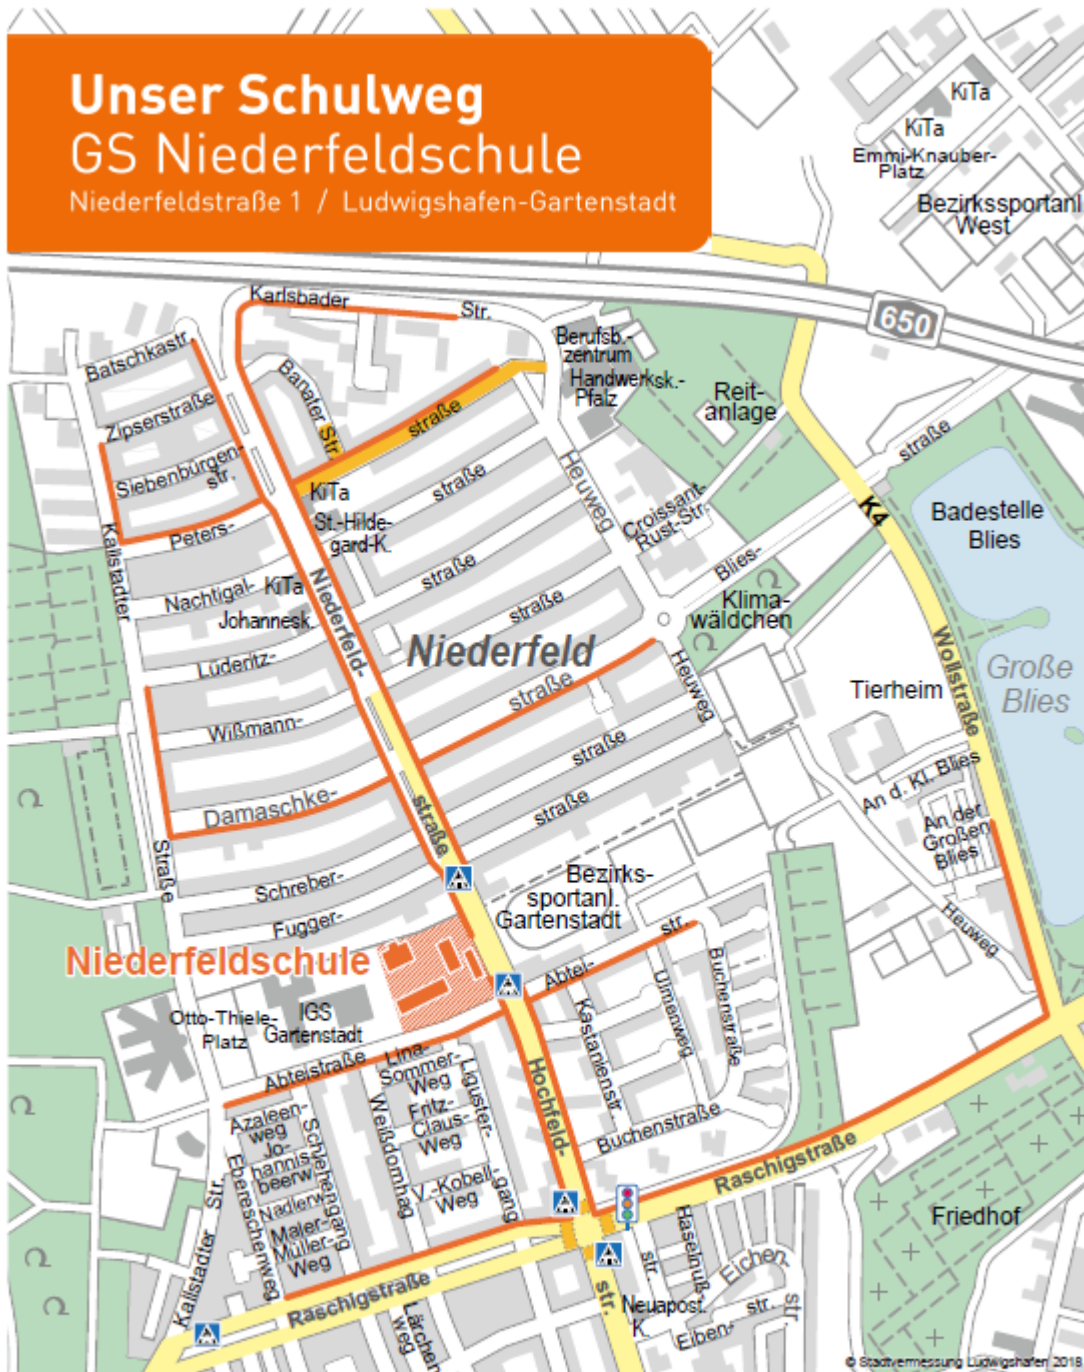 Unser Schulweg
GS Niederfeldschule
Niederfeldstraße 1 / Ludwigshafen-Gartenstadt
KiTa
KiTa
Emmi-Knauber-
Platz
Bezirkssportanl
West
650
Karlsbader
Str.
Batschkastr.
Berufsb.-
zentrum
Handwerksk.-
Pfalz
Banater Str.
Reit-
anlage
Zipserstraße
straße
straße
Siebenbürgen-
str.
straße
Heuweg
KiTa
K4
Badestelle
Blies
Croissant-
Rust-Str.
St.-Hilde-
gard-K.
Peters-
Kallstadter
Blies-
straße
Nachtigal-
KiTa
Johannesk.
Niederfeld-
straße
Klima-
wäldchen
Niederfeld
Lüderitz-
Wollstraße
Große
Blies
Heuweg
Tierheim
straße
Wißmann-
straße
An d. Kl. Blies
Damaschke-
straße
straße
An der
Großen
Blies
Straße
Schreber-
Bezirks-
sportanl.
Gartenstadt
Fugger-
str.
Heuweg
Niederfeldschule
Abtei-
Ulmenweg
Buchenstraße
Otto-Thiele-
Platz
IGS
Gartenstadt
Kastanienstr.
Abteistraße
Lina-
Sommer-
Weg
Hochfeld-
Azaleen-
weg
Fritz-
Claus-
Weg
Liguster-
gang
Buchenstraße
Jo-
hannis-
beerw.
Schlehengang
Weißdornhag
Raschigstraße
Ebereschenweg
V.-Kobell-
Weg
Nadlerw.
Kallstadter Str.
Maler-
Müller-
Weg
Friedhof
Haselnuß-
str.
Raschigstraße
Eichen-
str.
Neuapost.
K.
str.
str.
Lärchen
weg
Eiben-
str.
© Stadtvermessung Ludwigshafen